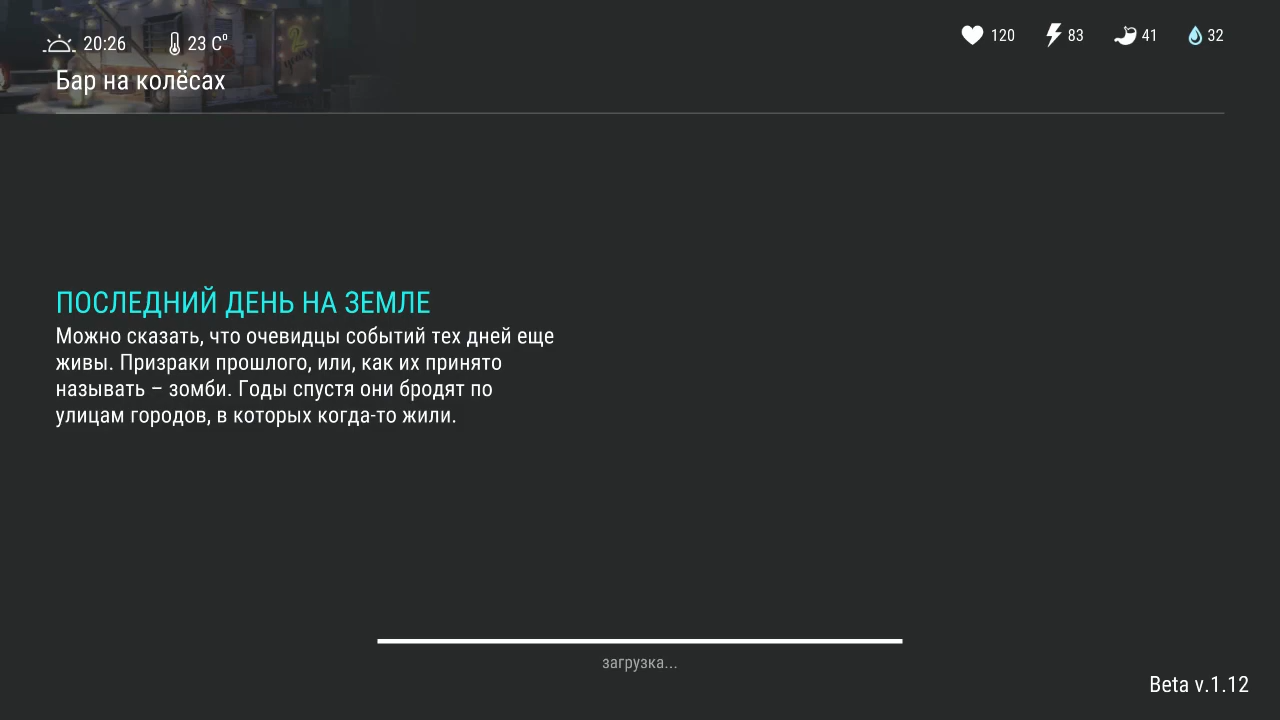 20:26 23 C°
120 83 41 32
Бар на колёсах
ПОСЛЕДНИЙ ДЕНЬ НА ЗЕМЛЕ
Можно сказать, что очевидцы событий тех дней еще
живы. Призраки прошлого, или, как их принято
называть – зомби. Годы спустя они бродят по
улицам городов, в которых когда-то жили.
загрузка...
Beta v.1.12